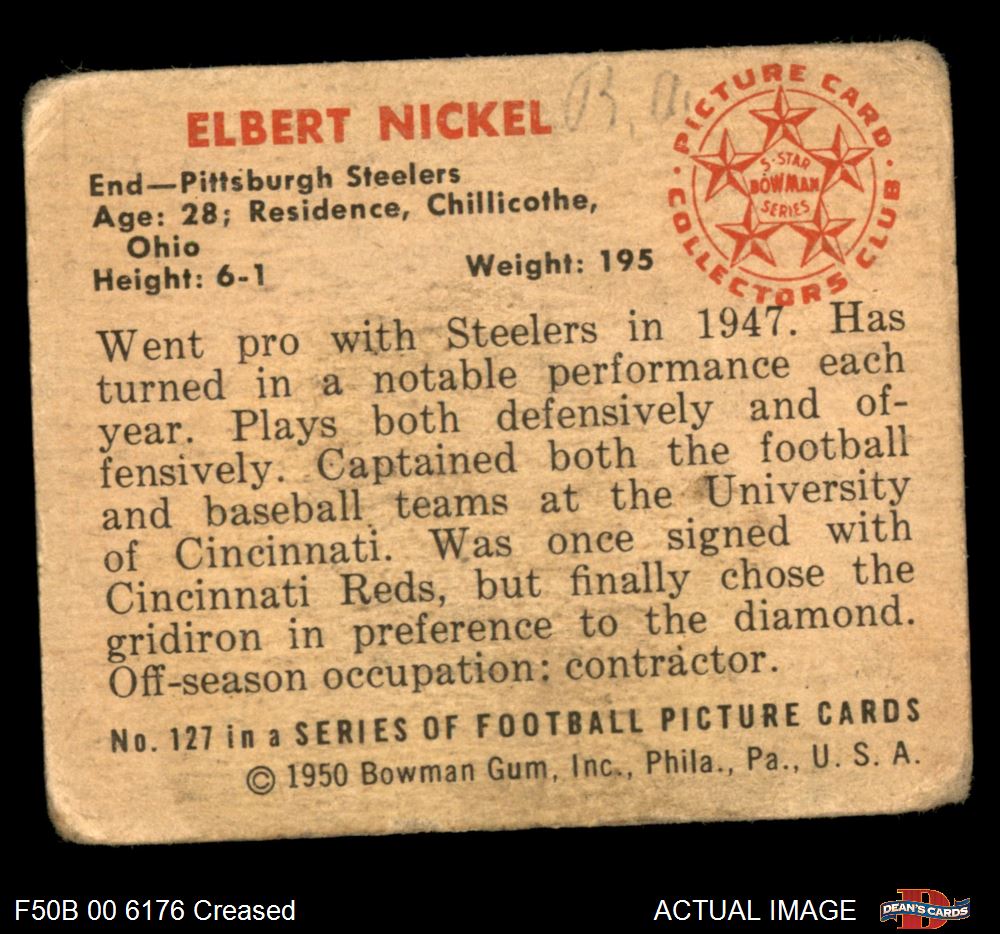 ELBERT NICKEL
End—Pittsburgh Steelers
Age: 28; Residence, Chillicothe,
Ohio
Height: 6-1 Weight: 195
PICTURE CARD
COLLECTORS CLUB
5-STAR
BOWMAN
SERIES
Went pro with Steelers in 1947. Has
turned in a notable performance each
year. Plays both defensively and of-
fensively. Captained both the football
and baseball teams at the University
of Cincinnati. Was once signed with
Cincinnati Reds, but finally chose the
gridiron in preference to the diamond.
Off-season occupation: contractor.
No. 127 in a SERIES OF FOOTBALL PICTURE CARDS
© 1950 Bowman Gum, Inc., Phila., Pa., U. S. A.
F50B 00 6176 Creased
ACTUAL IMAGE
DEAN'S CARDS